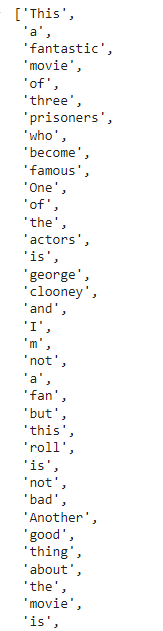 ['This',
'a',
'fantastic',
'movie',
'of',
'three',
'prisoners',
'who',
'become',
'famous',
'One',
'of',
'the',
'actors',
'is',
'george',
'clooney',
'and',
'I',
'm',
'not',
'a',
'fan',
'but',
'this',
'roll',
'is',
'not',
'bad',
'Another',
'good',
'thing',
'about',
'the',
'movie',
'is',